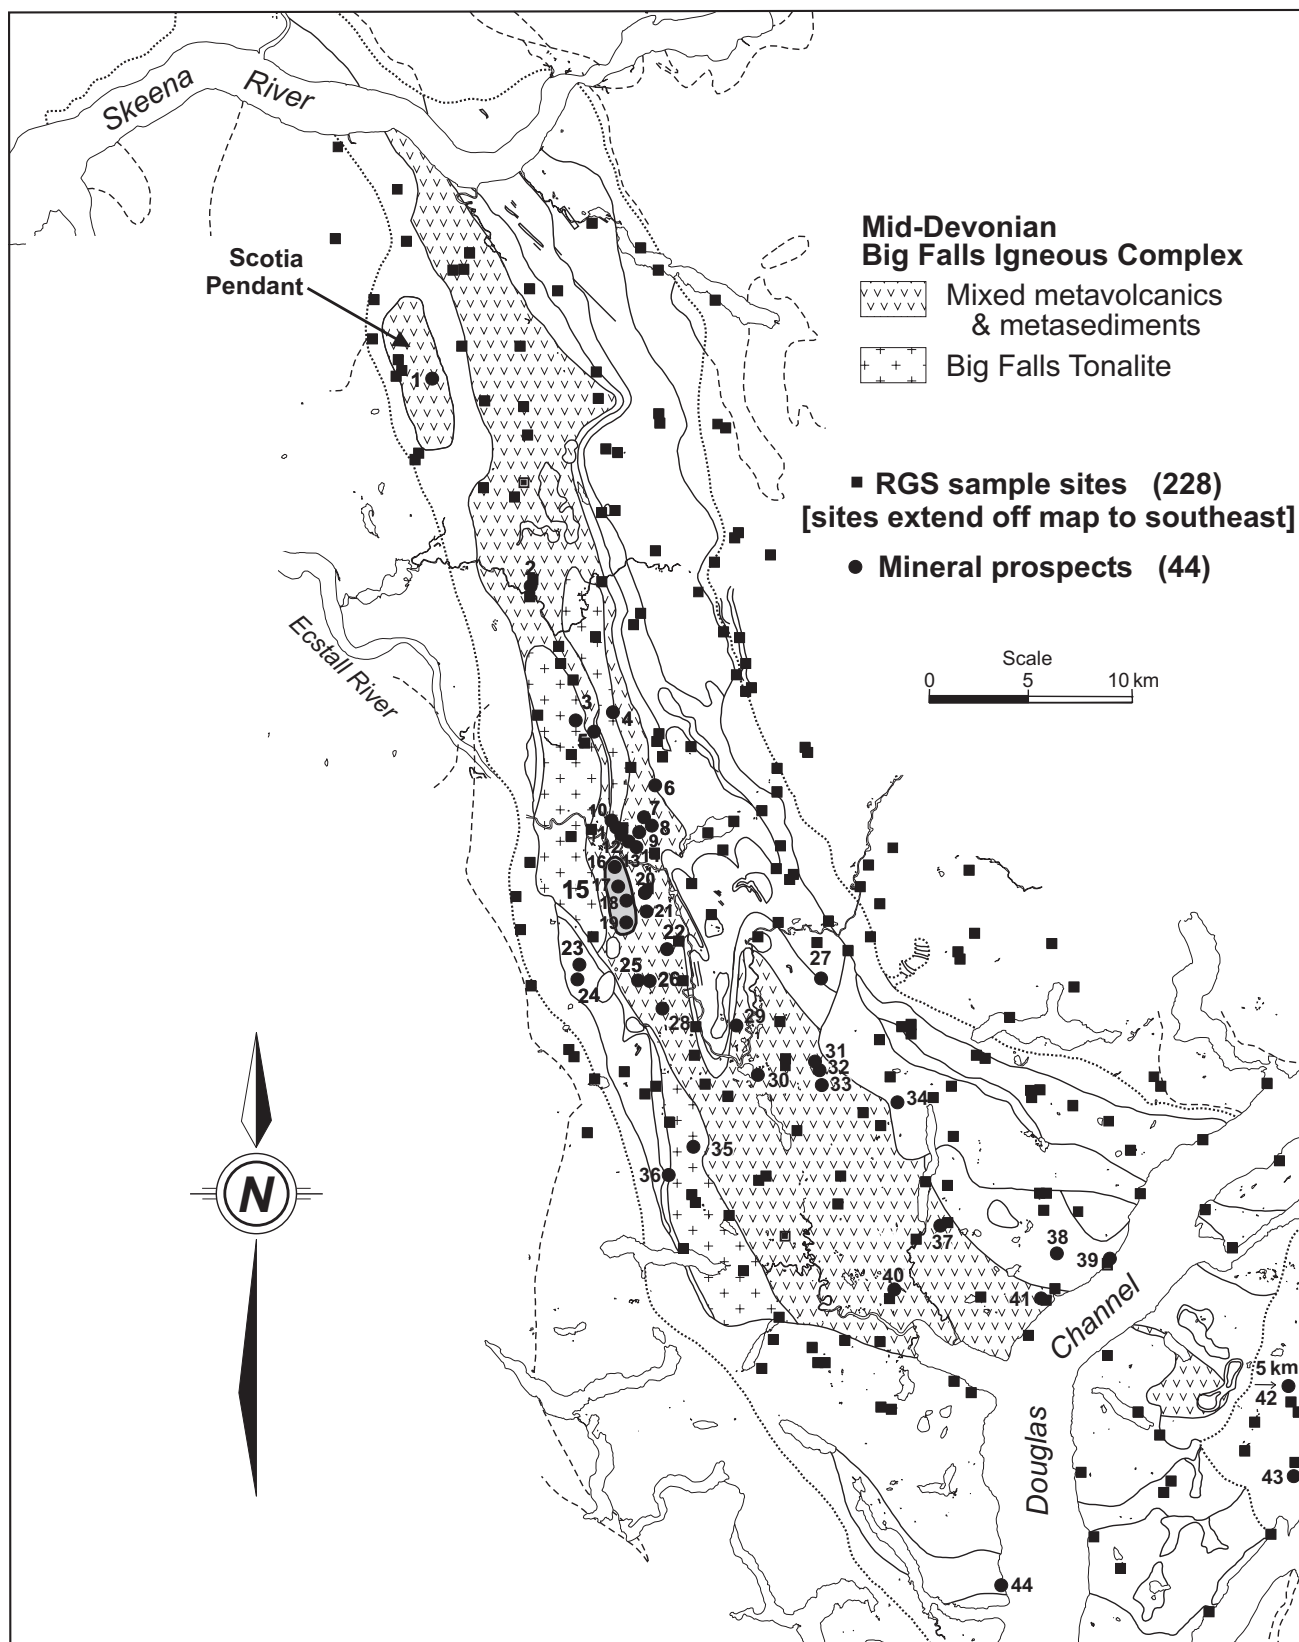 Skeena River
Scotia
Pendant
Mid-Devonian
Big Falls Igneous Complex
Mixed metavolcanics
& metasediments
Big Falls Tonalite
RGS sample sites (228)
[sites extend off map to southeast]
Mineral prospects (44)
Scale
0 5 10 km
Ecstall River
1
2
3
4
5
6
7
8
9
10
11
12
13
15
16
17
18
19
20
21
22
23
24
25
26
27
28
29
30
31
32
33
34
35
36
37
38
39
40
41
N
Douglas Channel
5 km
42
43
44